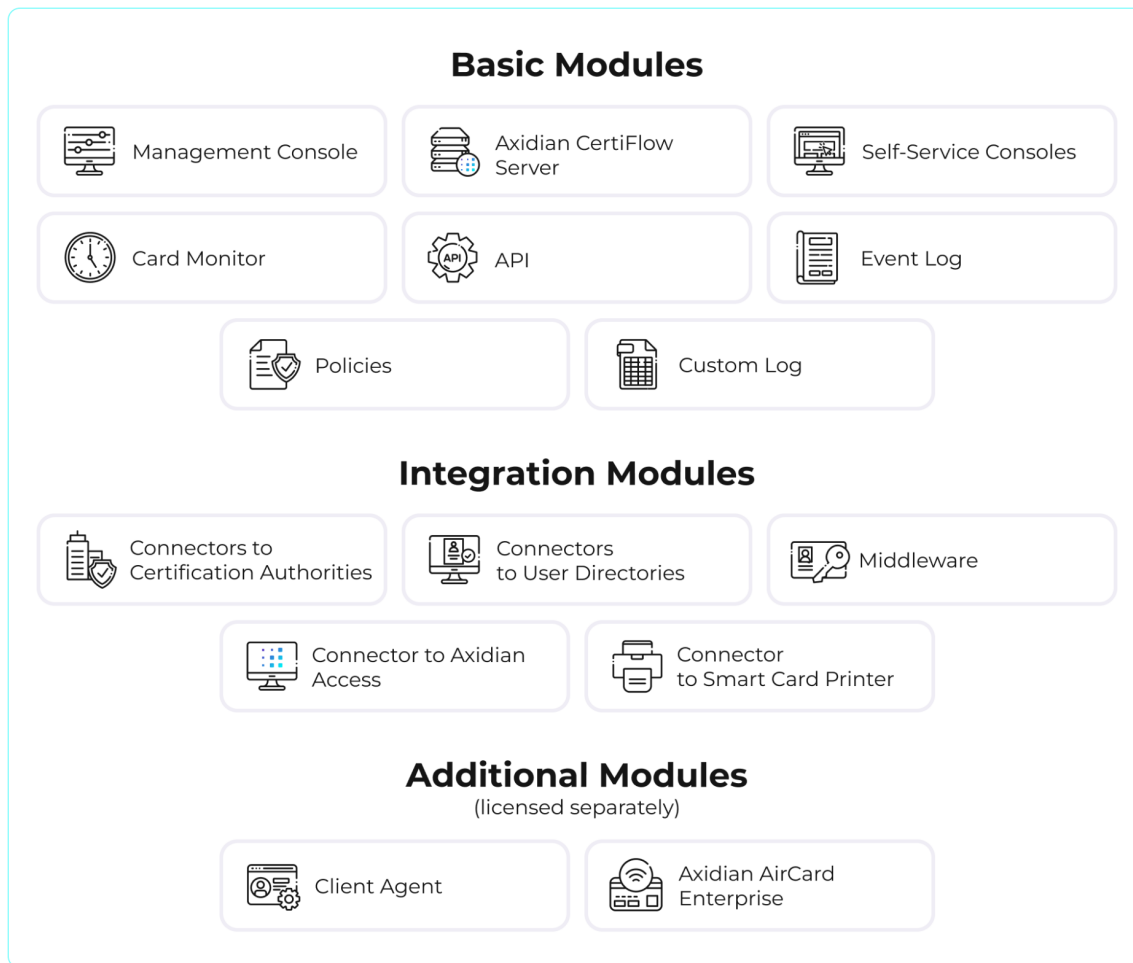 Basic Modules
Management Console
Axidian CertiFlow
Server
Self-Service Consoles
Card Monitor
API
API
Event Log
Policies
Custom Log
Integration Modules
Connectors to
Certification Authorities
Connectors
to User Directories
Middleware
Connector to Axidian
Access
Connector
to Smart Card Printer
Additional Modules
(licensed separately)
Client Agent
Axidian AirCard
Enterprise